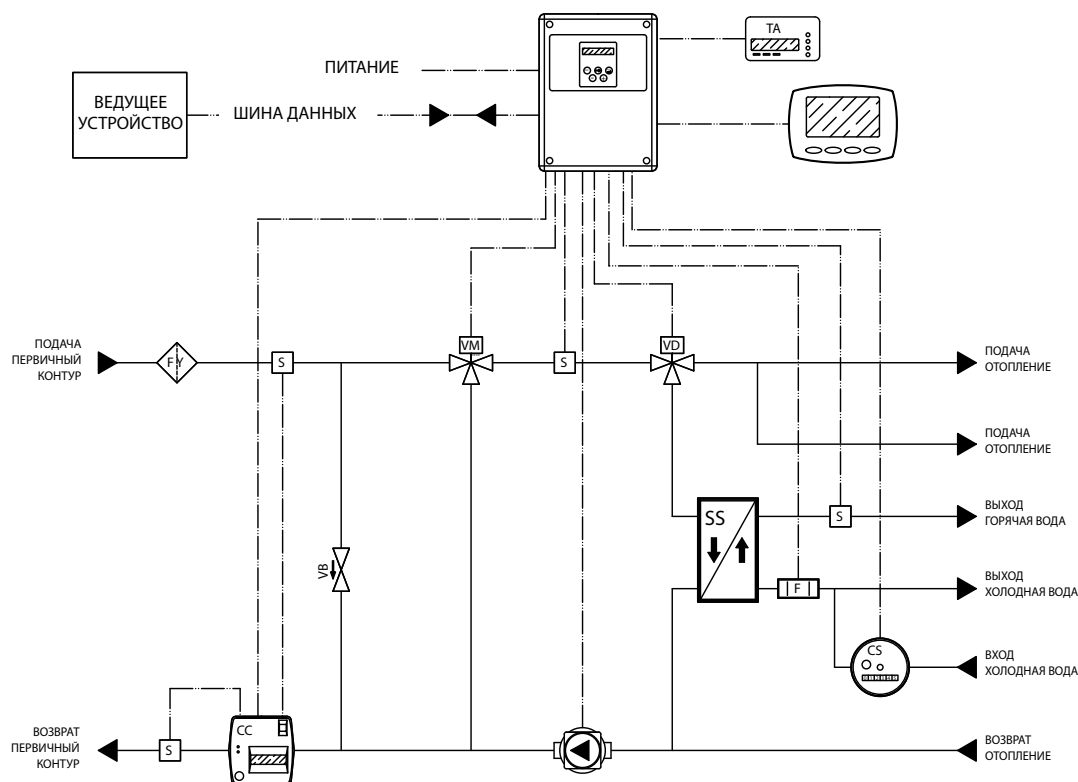 TA
ПИТАНИЕ
ВЕДУЩЕЕ
УСТРОЙСТВО
ШИНА ДАННЫХ
ПОДАЧА
ПЕРВИЧНЫЙ
КОНТУР
F Y
S
VM
S
VD
ПОДАЧА
ОТОПЛЕНИЕ
ПОДАЧА
ОТОПЛЕНИЕ
SS
S
ВЫХОД
ГОРЯЧАЯ ВОДА
VB
F
ВЫХОД
ХОЛОДНАЯ ВОДА
CS
ВХОД
ХОЛОДНАЯ ВОДА
ВОЗВРАТ
ПЕРВИЧНЫЙ
КОНТУР
S
CC
ВОЗВРАТ
ОТОПЛЕНИЕ